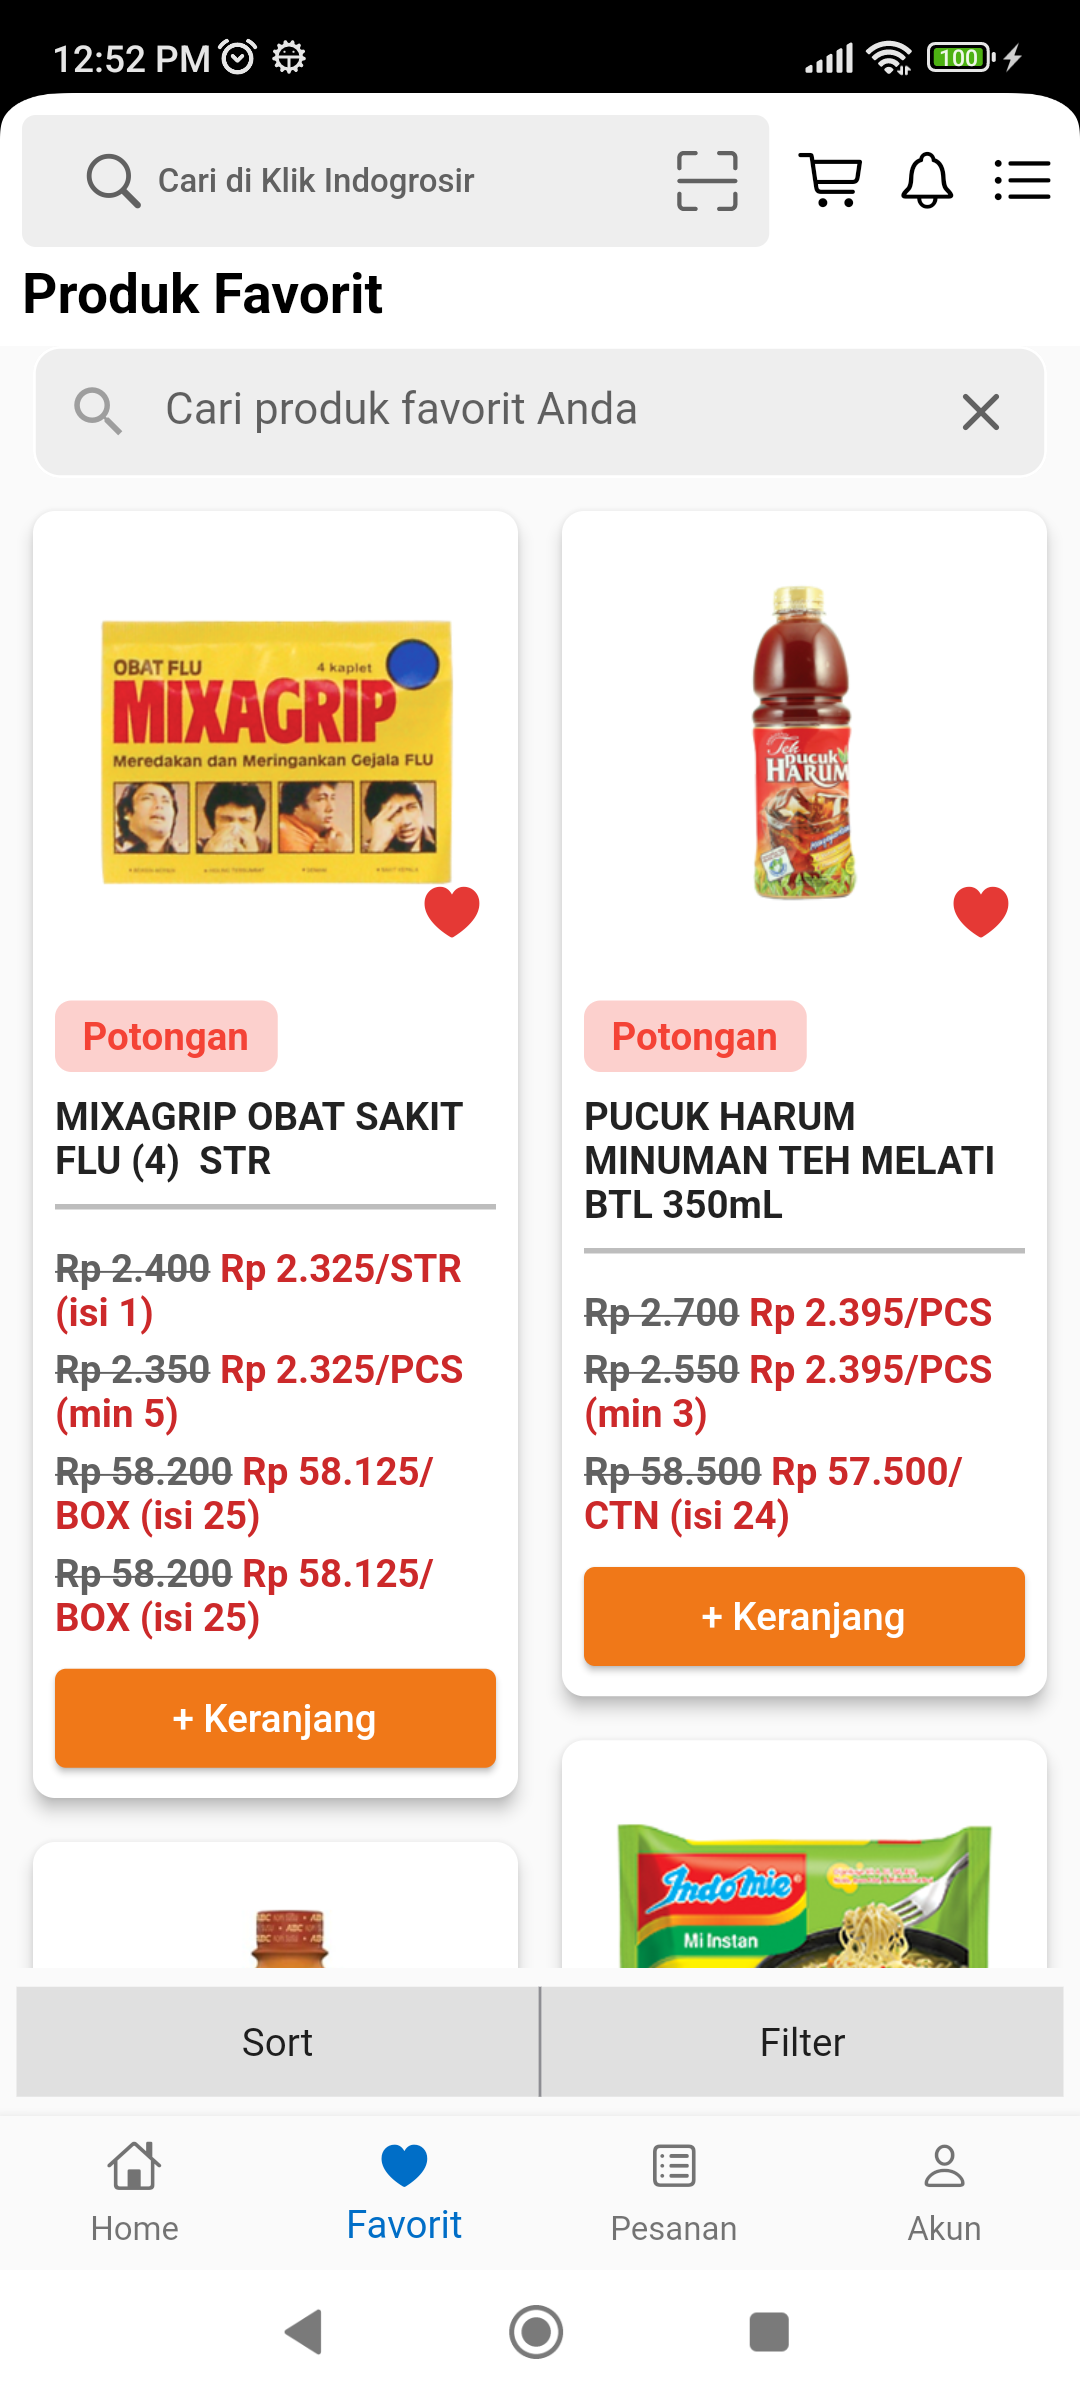 12:52 PM
100
Cari di Klik Indogrosir
Produk Favorit
Cari produk favorit Anda
OBAT FLU
4 kaplet
MIXAGRIP
Meredakan dan Meringankan Gejala FLU
Teh
pucuk
HARUM
Potongan
MIXAGRIP OBAT SAKIT
FLU (4)  STR
Rp 2.400 Rp 2.325/STR
(isi 1)
Rp 2.350 Rp 2.325/PCS
(min 5)
Rp 58.200 Rp 58.125/
BOX (isi 25)
Rp 58.200 Rp 58.125/
BOX (isi 25)
+ Keranjang
Potongan
PUCUK HARUM
MINUMAN TEH MELATI
BTL 350mL
Rp 2.700 Rp 2.395/PCS
Rp 2.550 Rp 2.395/PCS
(min 3)
Rp 58.500 Rp 57.500/
CTN (isi 24)
+ Keranjang
ABC
Indomie
Mi Instan
Sort
Filter
Home
Favorit
Pesanan
Akun